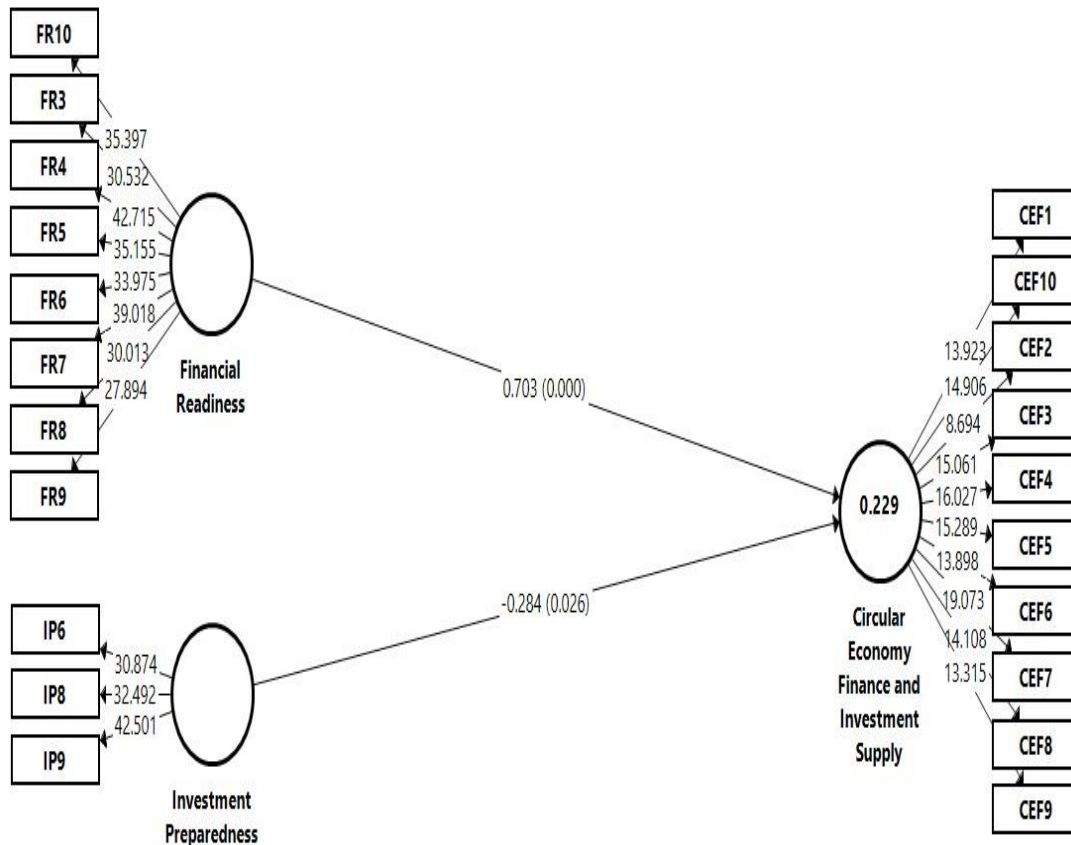 FR10
FR3
FR4
FR5
FR6
FR7
FR8
FR9
35.397
30.532
42.715
35.155
33.975
39.018
30.013
27.894
Financial
Readiness
0.703 (0.000)
IP6
IP8
IP9
30.874
32.492
42.501
Investment
Preparedness
-0.284 (0.026)
0.229
Circular
Economy
Finance and
Investment
Supply
13.923
14.906
8.694
15.061
16.027
15.289
13.898
19.073
14.108
13.315
CEF1
CEF10
CEF2
CEF3
CEF4
CEF5
CEF6
CEF7
CEF8
CEF9